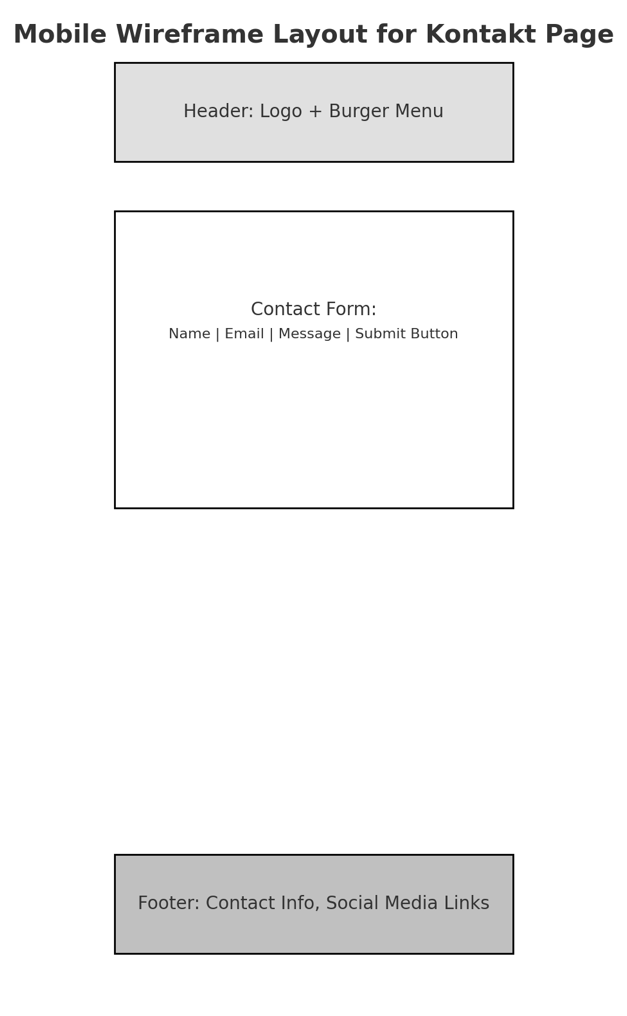 Mobile Wireframe Layout for Kontakt Page
Header: Logo + Burger Menu
Contact Form:
Name | Email | Message | Submit Button
Footer: Contact Info, Social Media Links